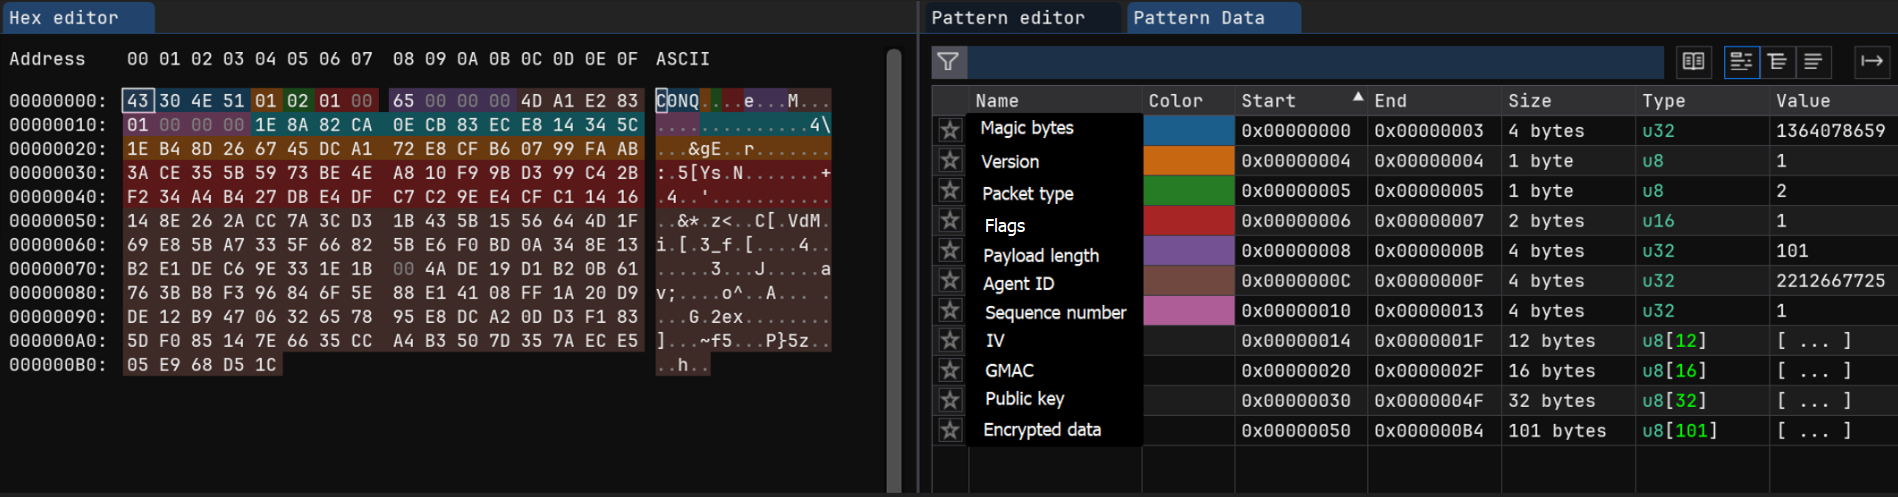 Hex editor
Address 00 01 02 03 04 05 06 07 08 09 0A 0B 0C 0D 0E 0F ASCII
00000000: 43 30 4E 51 01 02 01 00 65 00 00 00 4D A1 E2 83 C0NQ....e...M...
00000010: 01 00 00 00 1E 8A 82 CA 0E CB 83 EC E8 14 34 5C ..............4\
00000020: 1E B4 8D 26 67 45 DC A1 72 E8 CF B6 07 99 FA AB ...&gE..r.......
00000030: 3A CE 35 5B 59 73 BE 4E A8 10 F9 9B D3 99 C4 2B :.5[Ys.N.......+
00000040: F2 34 A4 B4 27 DB E4 DF C7 C2 9E E4 CF C1 14 16 .4..'...........
00000050: 14 8E 26 2A CC 7A 3C D3 1B 43 5B 15 56 64 4D 1F ..&*.z<..C[.VdM.
00000060: 69 E8 5B A7 33 5F 66 82 5B E6 F0 BD 0A 34 8E 13 i.[.3_f.[....4..
00000070: B2 E1 DE C6 9E 33 1E 1B 00 4A DE 19 D1 B2 0B 61 .....3...J.....a
00000080: 76 3B B8 F3 96 84 6F 5E 88 E1 41 08 FF 1A 20 D9 v;....o^..A... .
00000090: DE 12 B9 47 06 32 65 78 95 E8 DC A2 0D D3 F1 83 ...G.2ex........
000000A0: 5D F0 85 14 7E 66 35 CC A4 B3 50 7D 35 7A EC E5 ]...~f5...P}5z..
000000B0: 05 E9 68 D5 1C ..h..
Pattern editor Pattern Data
Name Color Start End Size Type Value
Magic bytes 0x00000000 0x00000003 4 bytes u32 1364078659
Version 0x00000004 0x00000004 1 byte u8 1
Packet type 0x00000005 0x00000005 1 byte u8 2
Flags 0x00000006 0x00000007 2 bytes u16 1
Payload length 0x00000008 0x0000000B 4 bytes u32 101
Agent ID 0x0000000C 0x0000000F 4 bytes u32 2212667725
Sequence number 0x00000010 0x00000013 4 bytes u32 1
IV 0x00000014 0x0000001F 12 bytes u8[12] [ ... ]
GMAC 0x00000020 0x0000002F 16 bytes u8[16] [ ... ]
Public key 0x00000030 0x0000004F 32 bytes u8[32] [ ... ]
Encrypted data 0x00000050 0x000000B4 101 bytes u8[101] [ ... ]